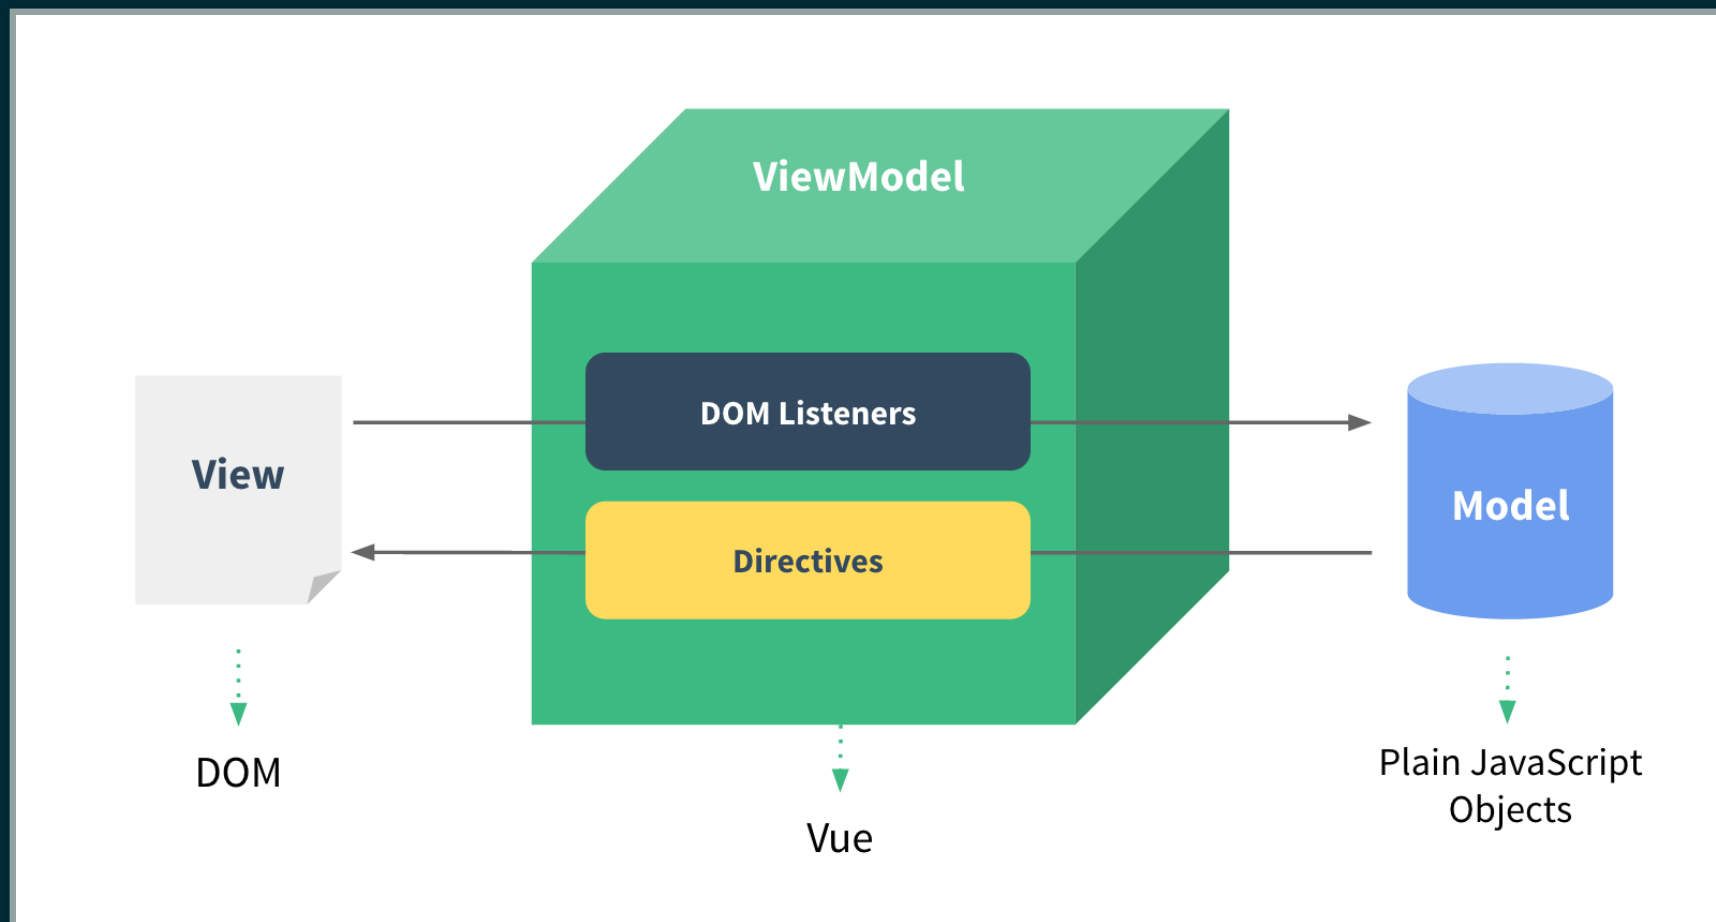 ViewModel
DOM Listeners
View
Model
Directives
DOM
Plain JavaScript
Objects
Vue